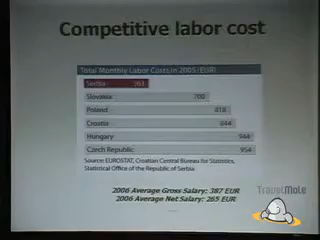 Competitive labor cost
Total Monthly Labor Costs in 2005 (EUR)
Serbia 363
Slovakia 700
Poland 818
Croatia 844
Hungary 944
Czech Republic 954
Source: EUROSTAT, Croatian Central Bureau for Statistics,
Statistical Office of the Republic of Serbia
2006 Average Gross Salary: 387 EUR
2006 Average Net Salary: 265 EUR
TravelMole